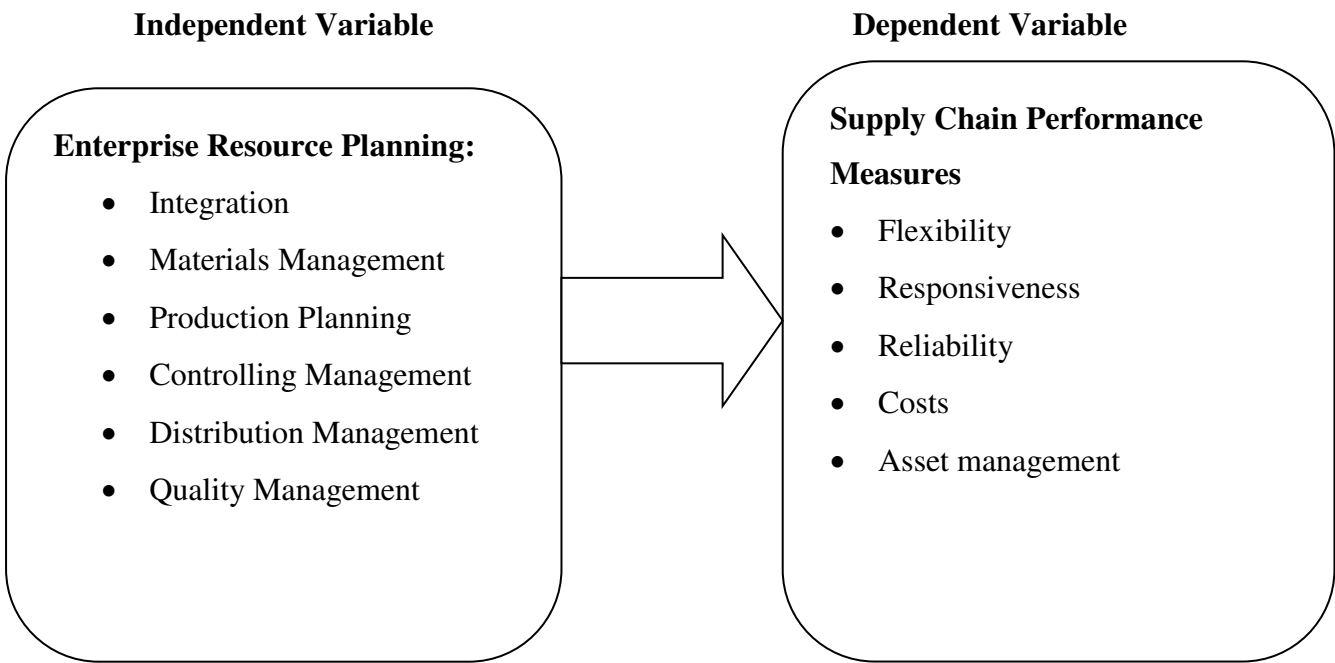 Independent Variable
Dependent Variable
Enterprise Resource Planning:
• Integration
• Materials Management
• Production Planning
• Controlling Management
• Distribution Management
• Quality Management
Supply Chain Performance
Measures
• Flexibility
• Responsiveness
• Reliability
• Costs
• Asset management